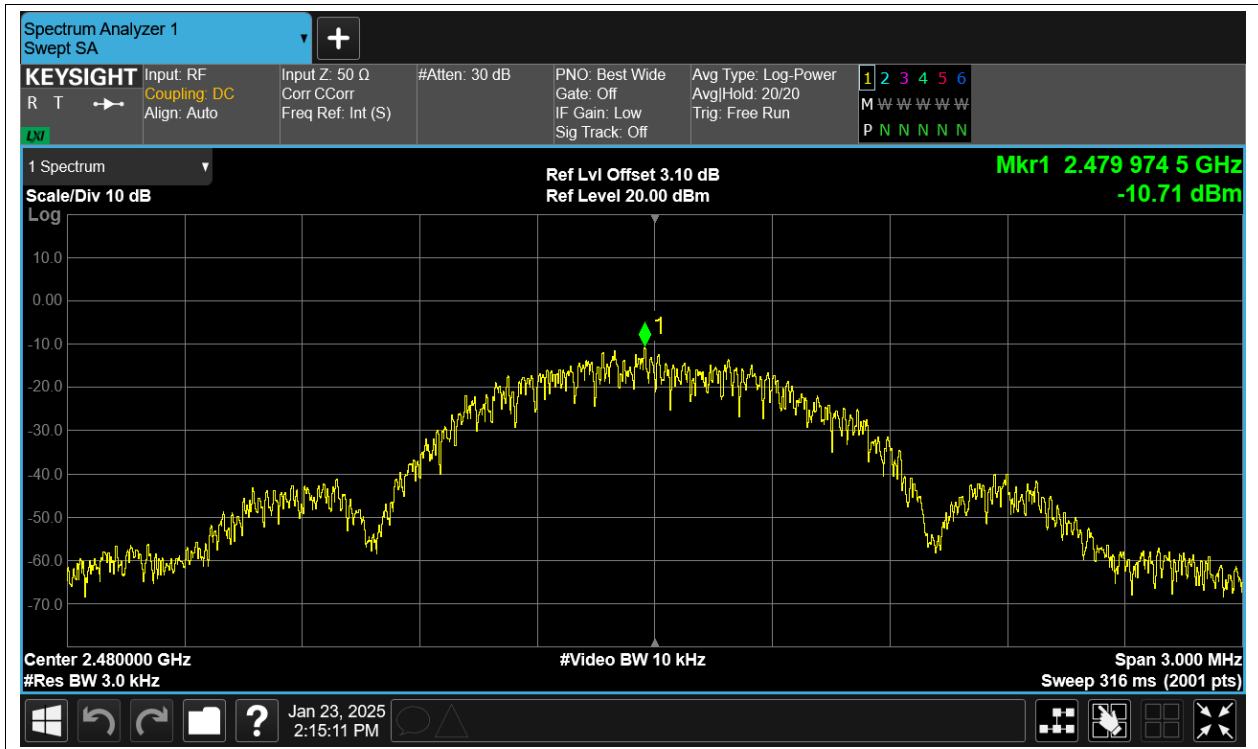 Spectrum Analyzer 1
Swept SA
KEYSIGHT
R T
LXI
Input: RF
Coupling: DC
Align: Auto
Input Z: 50 Ω
Corr CCorr
Freq Ref: Int (S)
#Atten: 30 dB
PNO: Best Wide
Gate: Off
IF Gain: Low
Sig Track: Off
Avg Type: Log-Power
Avg|Hold: 20/20
Trig: Free Run
1 2 3 4 5 6
M W W W W W
P N N N N N
1 Spectrum
Scale/Div 10 dB
Ref Lvl Offset 3.10 dB
Ref Level 20.00 dBm
Mkr1 2.479 974 5 GHz
-10.71 dBm
Log
10.0
0.00
-10.0
-20.0
-30.0
-40.0
-50.0
-60.0
-70.0
1
Center 2.480000 GHz
#Res BW 3.0 kHz
#Video BW 10 kHz
Span 3.000 MHz
Sweep 316 ms (2001 pts)
?
Jan 23, 2025
2:15:11 PM